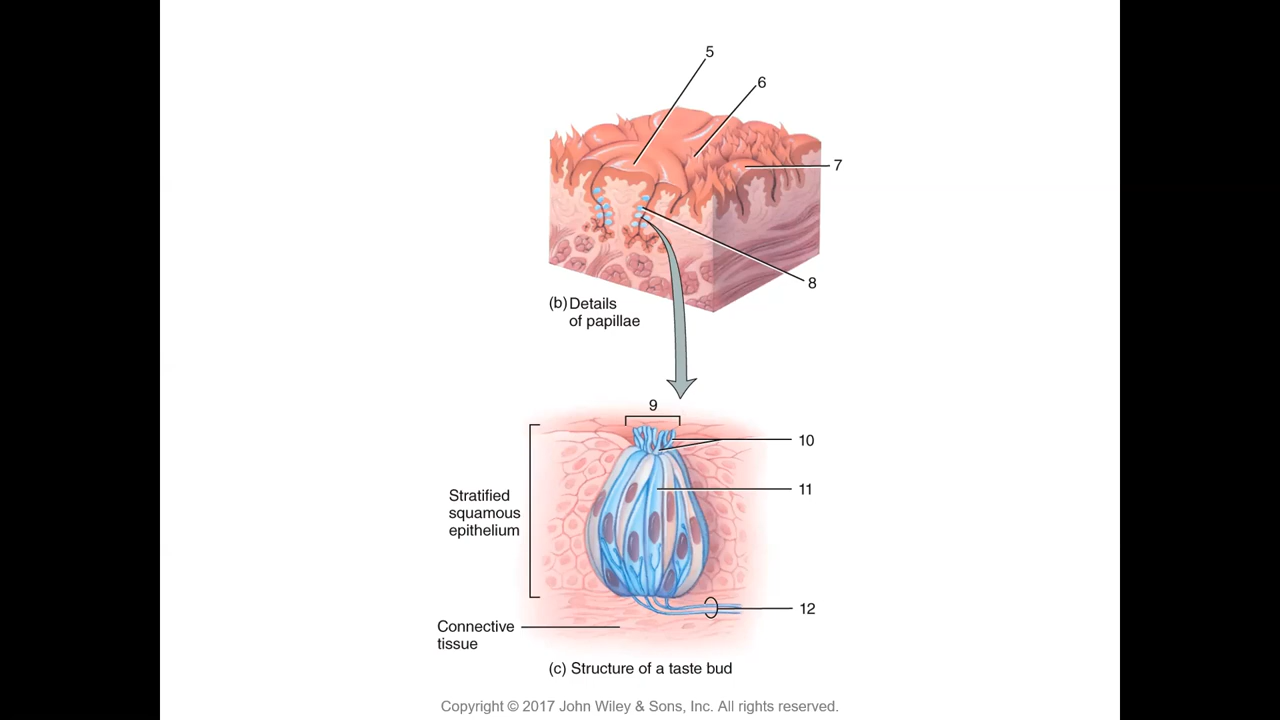 5
6
7
8
(b) Details
of papillae
9
10
11
Stratified
squamous
epithelium
12
Connective
tissue
(c) Structure of a taste bud
Copyright © 2017 John Wiley & Sons, Inc. All rights reserved.